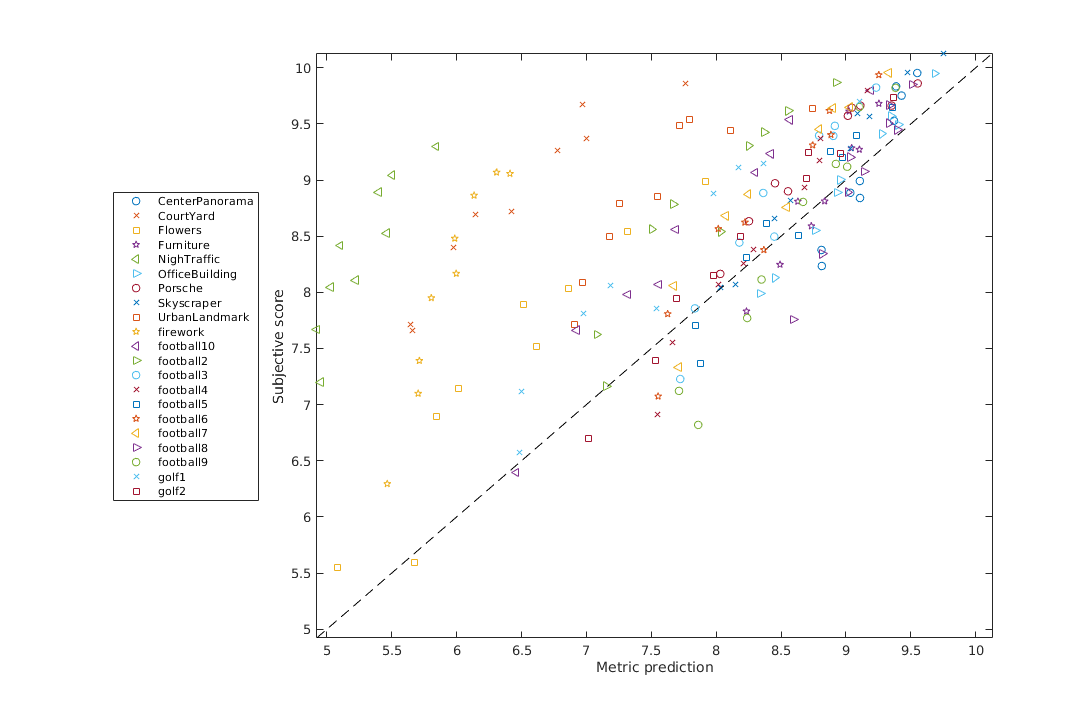 CenterPanorama
CourtYard
Flowers
Furniture
NighTraffic
OfficeBuilding
Porsche
Skyscraper
UrbanLandmark
firework
football10
football2
football3
football4
football5
football6
football7
football8
football9
golf1
golf2
Subjective score
10
9.5
9
8.5
8
7.5
7
6.5
6
5.5
5
5 5.5 6 6.5 7 7.5 8 8.5 9 9.5 10
Metric prediction